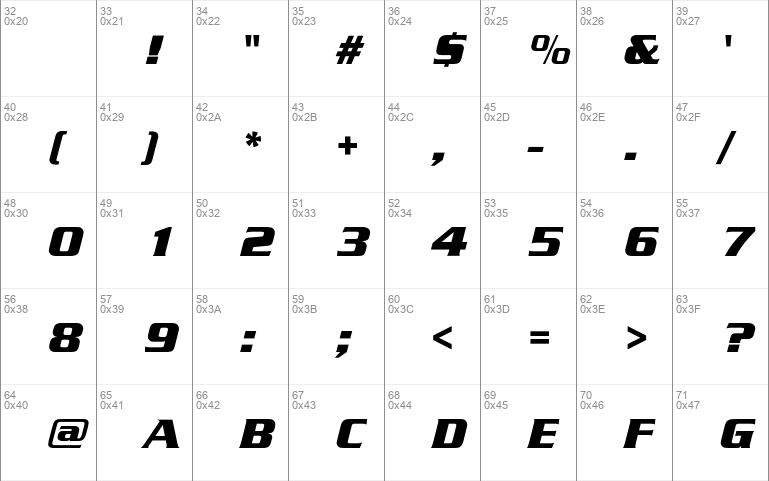 32 33 34 35 36 37 38 39
0x20 0x21 0x22 0x23 0x24 0x25 0x26 0x27
! " # $ % & '
40 41 42 43 44 45 46 47
0x28 0x29 0x2A 0x2B 0x2C 0x2D 0x2E 0x2F
( ) * + , - . /
48 49 50 51 52 53 54 55
0x30 0x31 0x32 0x33 0x34 0x35 0x36 0x37
0 1 2 3 4 5 6 7
56 57 58 59 60 61 62 63
0x38 0x39 0x3A 0x3B 0x3C 0x3D 0x3E 0x3F
8 9 : ; < = > ?
64 65 66 67 68 69 70 71
0x40 0x41 0x42 0x43 0x44 0x45 0x46 0x47
@ A B C D E F G